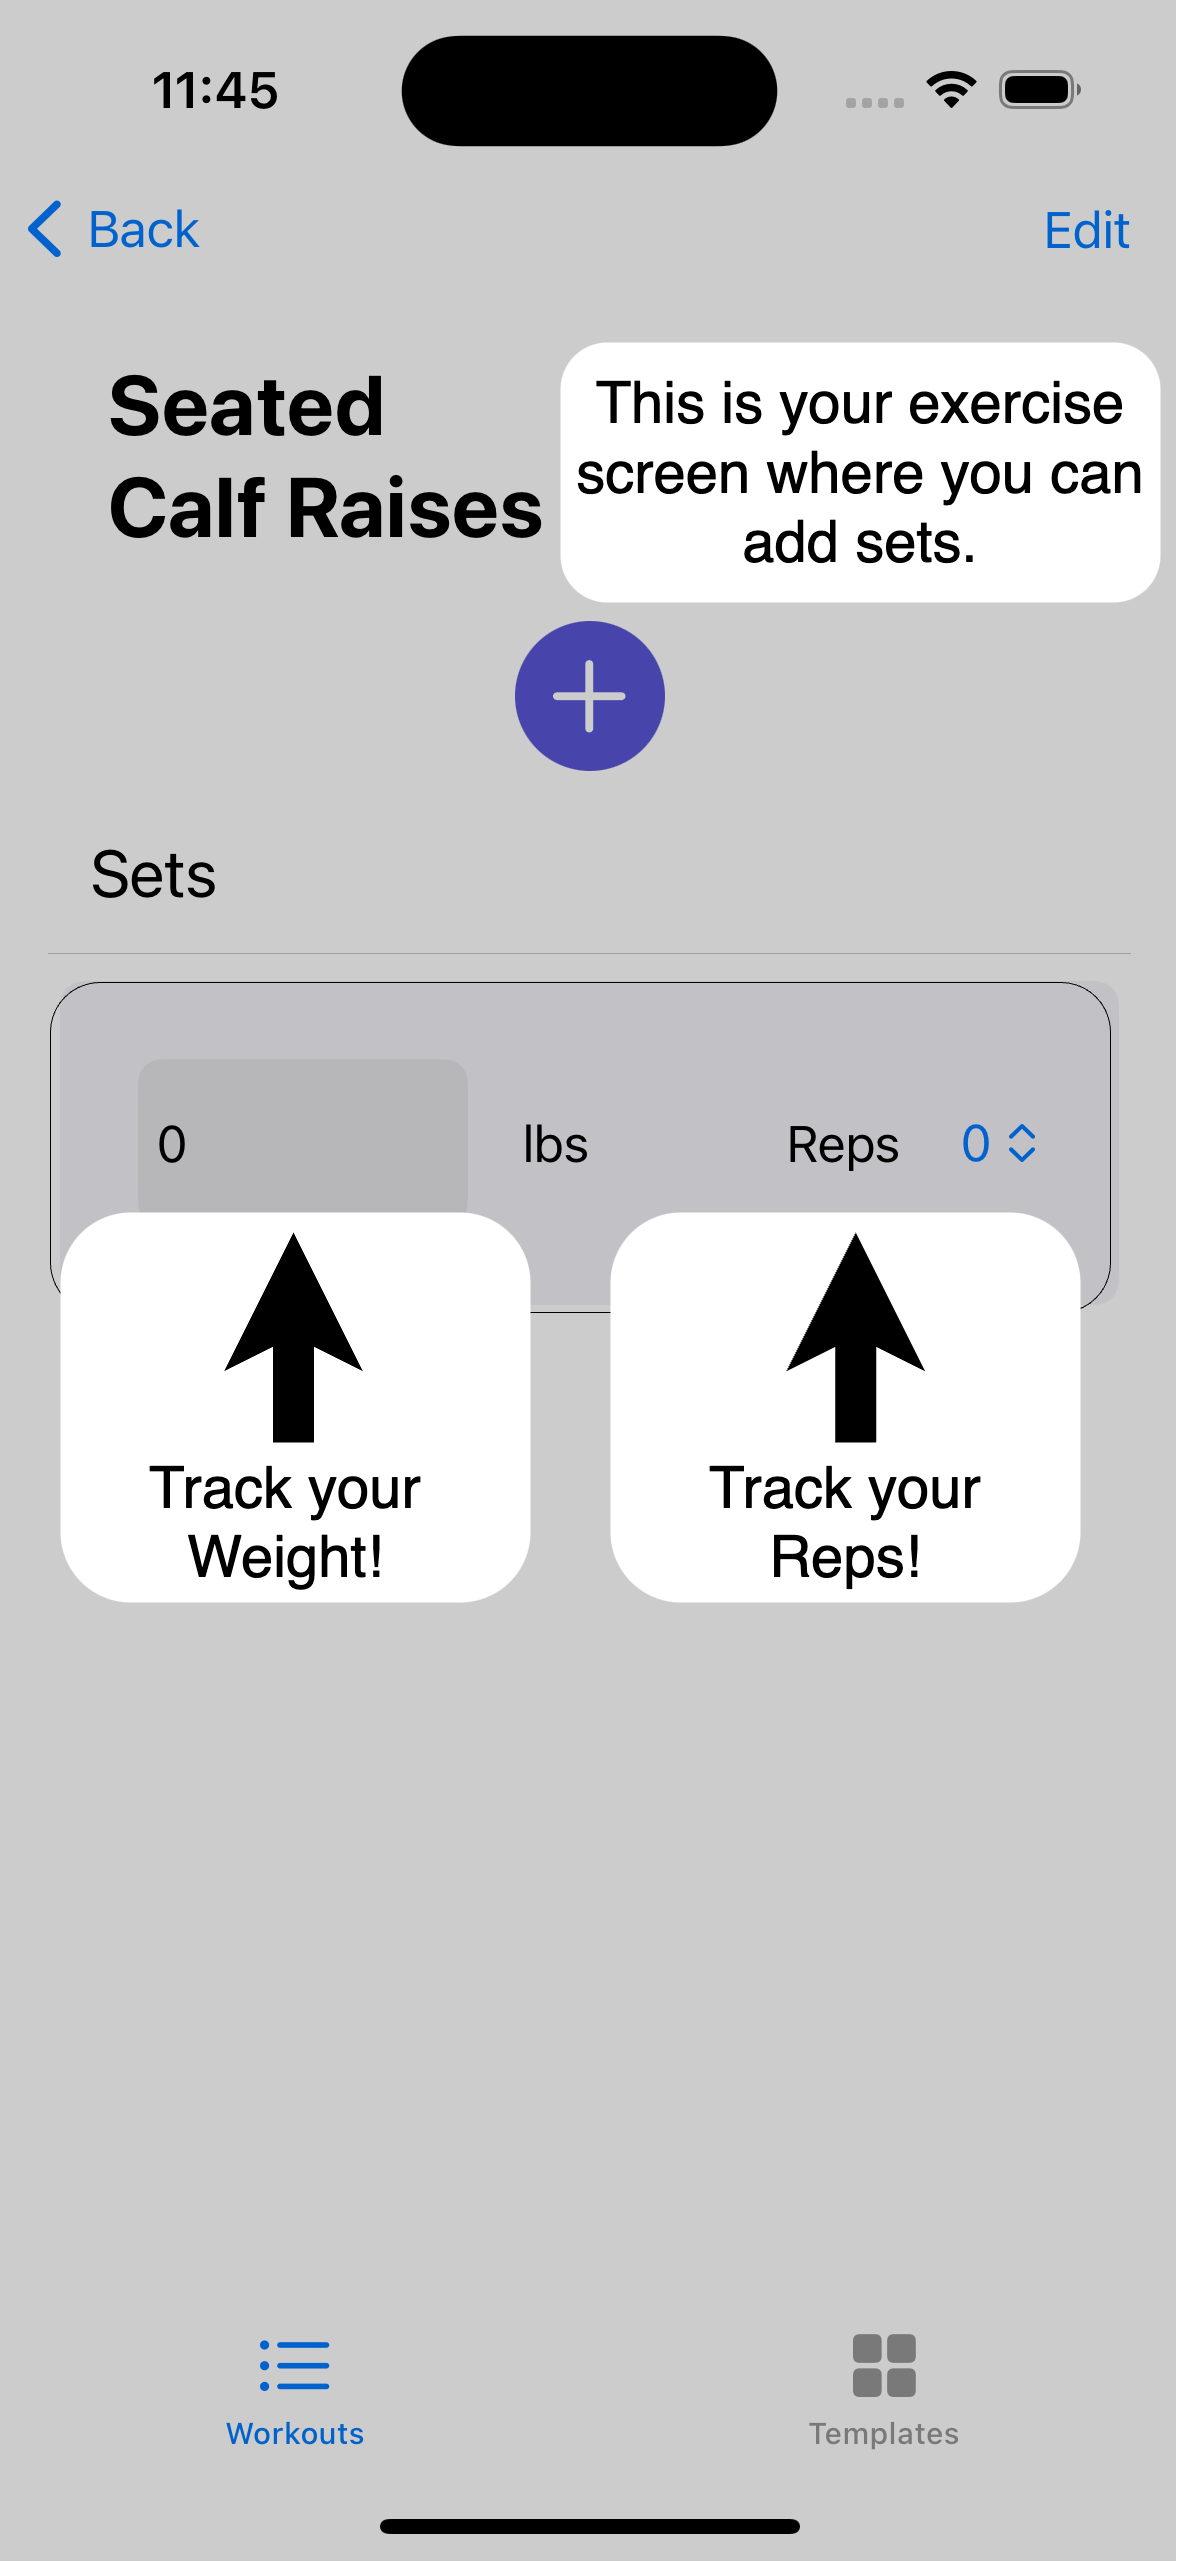 11:45
Back
Edit
Seated
Calf Raises
This is your exercise
screen where you can
add sets.
Sets
0
lbs
Reps
0
Track your
Weight!
Track your
Reps!
Workouts
Templates